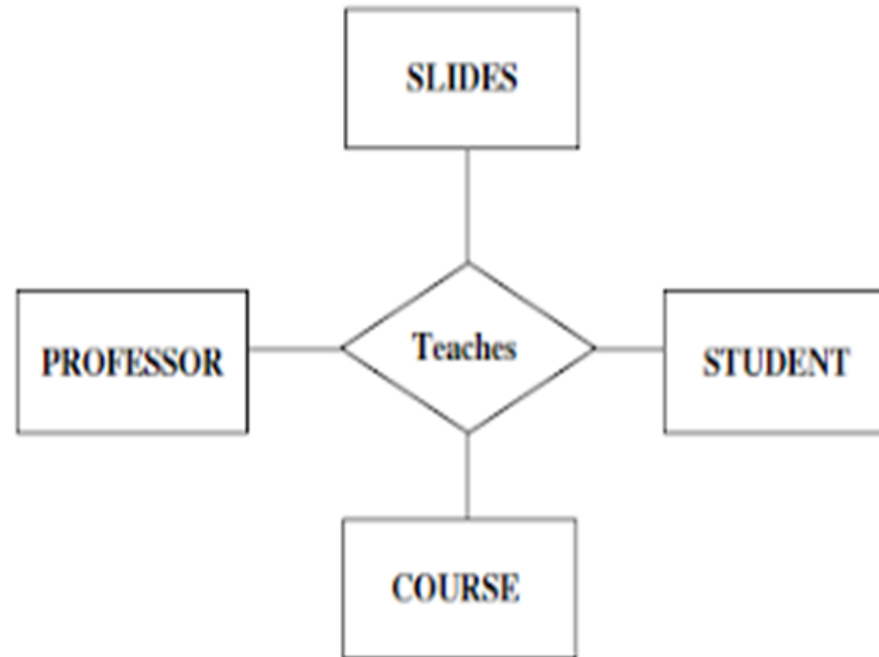 SLIDES
PROFESSOR
Teaches
STUDENT
COURSE